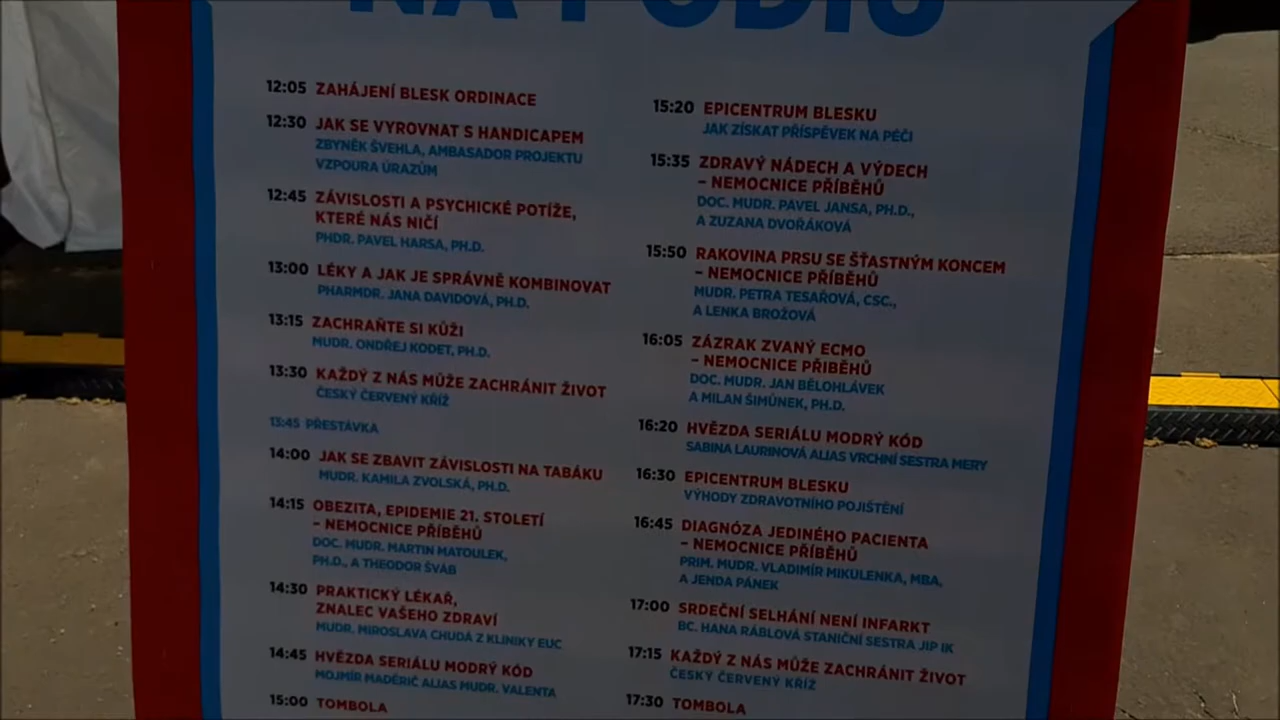 NA PÓDIU
12:05 ZAHÁJENÍ BLESK ORDINACE
12:30 JAK SE VYROVNAT S HANDICAPEM
ZBYNĚK ŠVEHLA, AMBASADOR PROJEKTU
VZPOURA ÚRAZŮM
12:45 ZÁVISLOSTI A PSYCHICKÉ POTÍŽE,
KTERÉ NÁS NIČÍ
PHDR. PAVEL HARSA, PH.D.
13:00 LÉKY A JAK JE SPRÁVNĚ KOMBINOVAT
PHARMDR. JANA DAVIDOVÁ, PH.D.
13:15 ZACHRAŇTE SI KŮŽI
MUDR. ONDŘEJ KODET, PH.D.
13:30 KAŽDÝ Z NÁS MŮŽE ZACHRÁNIT ŽIVOT
ČESKÝ ČERVENÝ KŘÍŽ
13:45 PŘESTÁVKA
14:00 JAK SE ZBAVIT ZÁVISLOSTI NA TABÁKU
MUDR. KAMILA ZVOLSKÁ, PH.D.
14:15 OBEZITA, EPIDEMIE 21. STOLETÍ
– NEMOCNICE PŘÍBĚHŮ
DOC. MUDR. MARTIN MATOULEK,
PH.D., A THEODOR ŠVÁB
14:30 PRAKTICKÝ LÉKAŘ,
ZNALEC VAŠEHO ZDRAVÍ
MUDR. MIROSLAVA CHUDÁ Z KLINIKY EUC
14:45 HVĚZDA SERIÁLU MODRÝ KÓD
MOJMÍR MADĚRIČ ALIAS MUDR. VALENTA
15:00 TOMBOLA
15:20 EPICENTRUM BLESKU
JAK ZÍSKAT PŘÍSPĚVEK NA PÉČI
15:35 ZDRAVÝ NÁDECH A VÝDECH
– NEMOCNICE PŘÍBĚHŮ
DOC. MUDR. PAVEL JANSA, PH.D.,
A ZUZANA DVOŘÁKOVÁ
15:50 RAKOVINA PRSU SE ŠŤASTNÝM KONCEM
– NEMOCNICE PŘÍBĚHŮ
MUDR. PETRA TESAŘOVÁ, CSC.,
A LENKA BROŽOVÁ
16:05 ZÁZRAK ZVANÝ ECMO
– NEMOCNICE PŘÍBĚHŮ
DOC. MUDR. JAN BĚLOHLÁVEK
A MILAN ŠIMŮNEK, PH.D.
16:20 HVĚZDA SERIÁLU MODRÝ KÓD
SABINA LAURINOVÁ ALIAS VRCHNÍ SESTRA MERY
16:30 EPICENTRUM BLESKU
VÝHODY ZDRAVOTNÍHO POJIŠTĚNÍ
16:45 DIAGNÓZA JEDINÉHO PACIENTA
– NEMOCNICE PŘÍBĚHŮ
PRIM. MUDR. VLADIMÍR MIKULENKA, MBA,
A JENDA PÁNEK
17:00 SRDEČNÍ SELHÁNÍ NENÍ INFARKT
BC. HANA RÁBLOVÁ STANIČNÍ SESTRA JIP IK
17:15 KAŽDÝ Z NÁS MŮŽE ZACHRÁNIT ŽIVOT
ČESKÝ ČERVENÝ KŘÍŽ
17:30 TOMBOLA